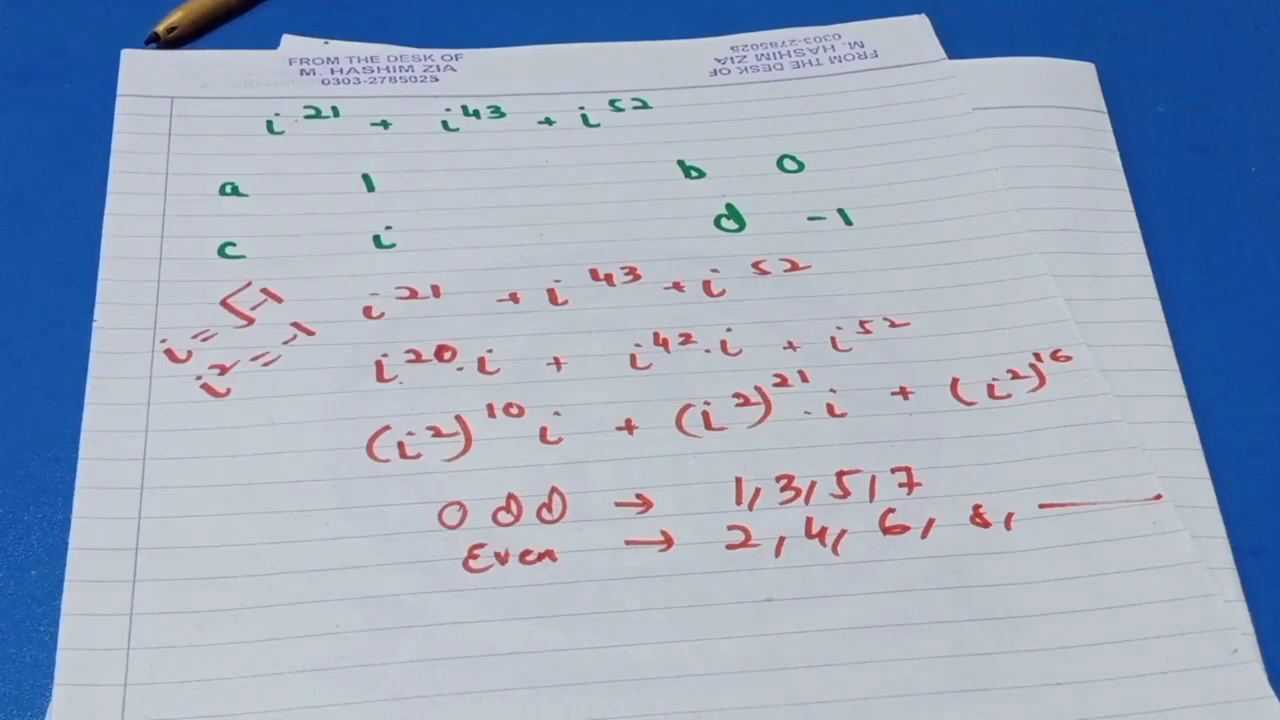 FROM THE DESK OF
M. HASHIM ZIA
0303-2785025
FROM THE DESK OF
M. HASHIM ZIA
0303-2785025
i^21 + i^43 + i^52
a 1 b 0
c i d -1
i = √-1 i^21 + i^43 + i^52
i^2 = -1 i^20 . i + i^42 . i + i^52
(i^2)^10 i + (i^2)^21 . i + (i^2)^16
Odd → 1, 3, 5, 7
Even → 2, 4, 6, 8, —